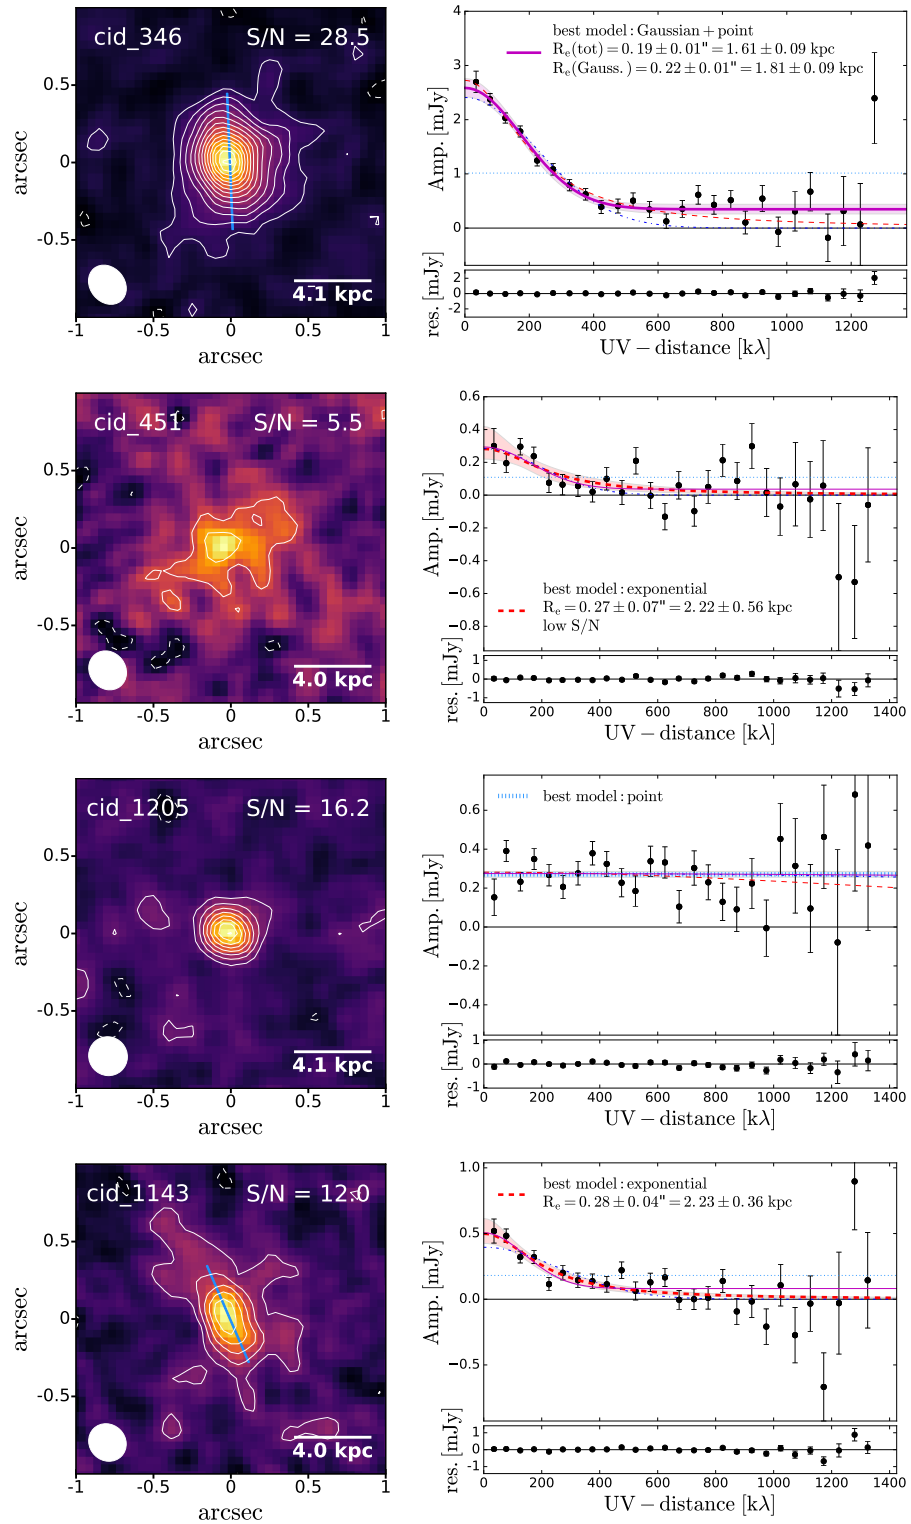 cid_346 S/N = 28.5
0.5
0
-0.5
arcsec
4.1 kpc
-1 -0.5 0 0.5 1
arcsec
best model : Gaussian + point
Rₑ(tot) = 0.19 ± 0.01" = 1.61 ± 0.09 kpc
Rₑ(Gauss.) = 0.22 ± 0.01" = 1.81 ± 0.09 kpc
4
3
2
1
0
Amp. [mJy]
2
0
-2
res. [mJy]
0 200 400 600 800 1000 1200
UV − distance [kλ]
cid_451 S/N = 5.5
0.5
0
-0.5
arcsec
4.0 kpc
-1 -0.5 0 0.5 1
arcsec
0.6
0.4
0.2
0.0
−0.2
−0.4
−0.6
−0.8
Amp. [mJy]
best model : exponential
Rₑ = 0.27 ± 0.07" = 2.22 ± 0.56 kpc
low S/N
1
0
-1
res. [mJy]
0 200 400 600 800 1000 1200 1400
UV − distance [kλ]
cid_1205 S/N = 16.2
0.5
0
-0.5
arcsec
4.1 kpc
-1 -0.5 0 0.5 1
arcsec
best model : point
0.6
0.4
0.2
0.0
−0.2
−0.4
Amp. [mJy]
1
0
-1
res. [mJy]
0 200 400 600 800 1000 1200 1400
UV − distance [kλ]
cid_1143 S/N = 12.0
0.5
0
-0.5
arcsec
4.0 kpc
-1 -0.5 0 0.5 1
arcsec
best model : exponential
Rₑ = 0.28 ± 0.04" = 2.23 ± 0.36 kpc
1.0
0.5
0.0
−0.5
Amp. [mJy]
1
0
-1
res. [mJy]
0 200 400 600 800 1000 1200 1400
UV − distance [kλ]